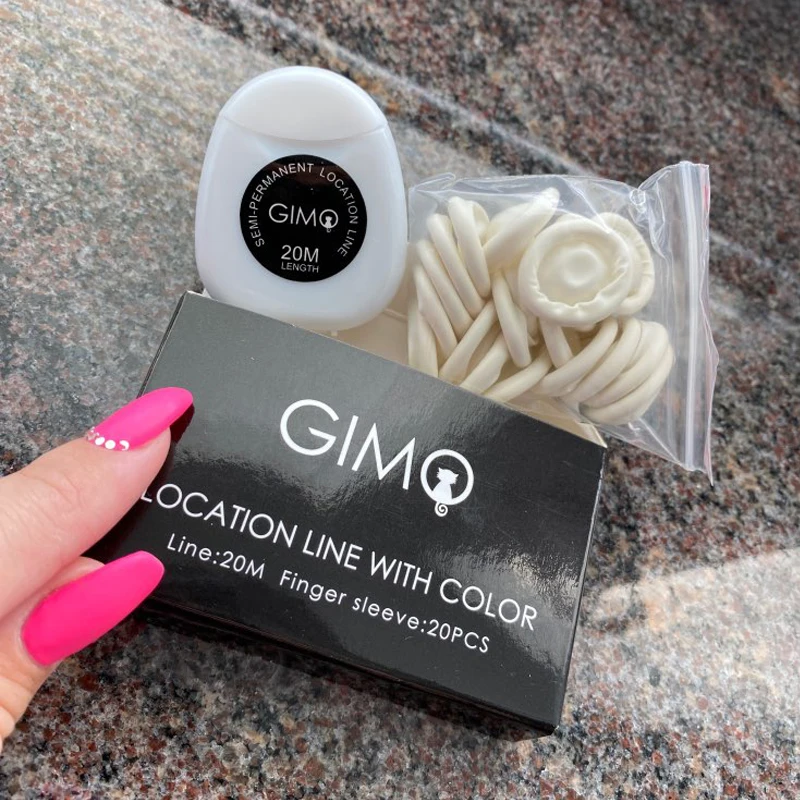 SEMI-PERMANENT LOCATION LINE
GIMO
20M
LENGTH
GIMO
LOCATION LINE WITH COLOR
Line:20M Finger sleeve:20PCS